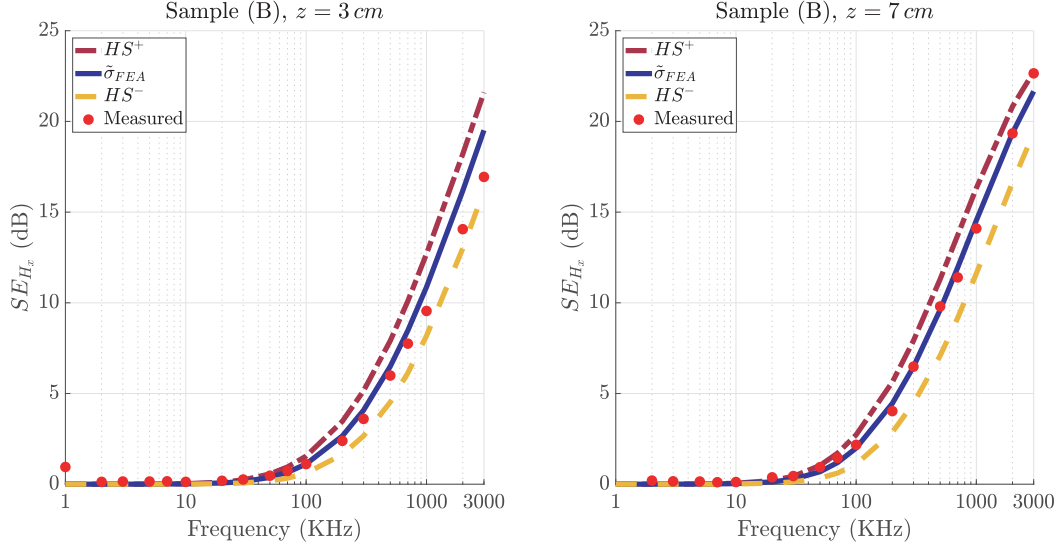 Sample (B), z = 3 cm
25
20
15
10
5
0
SE_{H_x} (dB)
HS^+
σ̃_{FEA}
HS^-
Measured
1 10 100 1000 3000
Frequency (KHz)
Sample (B), z = 7 cm
25
20
15
10
5
0
SE_{H_x} (dB)
HS^+
σ̃_{FEA}
HS^-
Measured
1 10 100 1000 3000
Frequency (KHz)